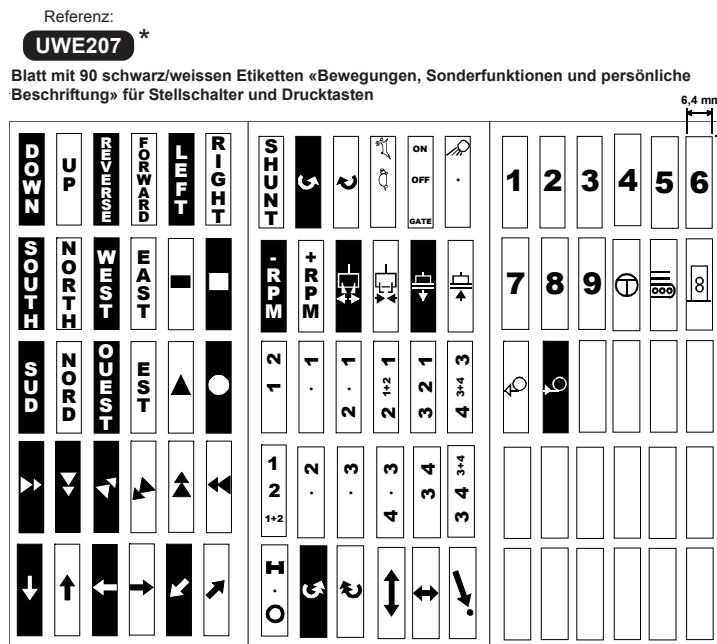 Referenz:
UWE207 *
Blatt mit 90 schwarz/weissen Etiketten «Bewegungen, Sonderfunktionen und persönliche
Beschriftung» für Stellschalter und Drucktasten
6,4 mm
DOWN UP REVERSE FORWARD LEFT RIGHT
SHUNT
ON
OFF
GATE
1 2 3 4 5 6
SOUTH NORTH WEST EAST
-RPM +RPM
7 8 9
8
SUD NORD OUEST EST
1 2
· 1
2 · 1
2 1+2 1
3 2 1
4 3+4 3
1
2
1+2
· 2
· 3
4 · 3
3 4
3 4 3+4
I
·
O